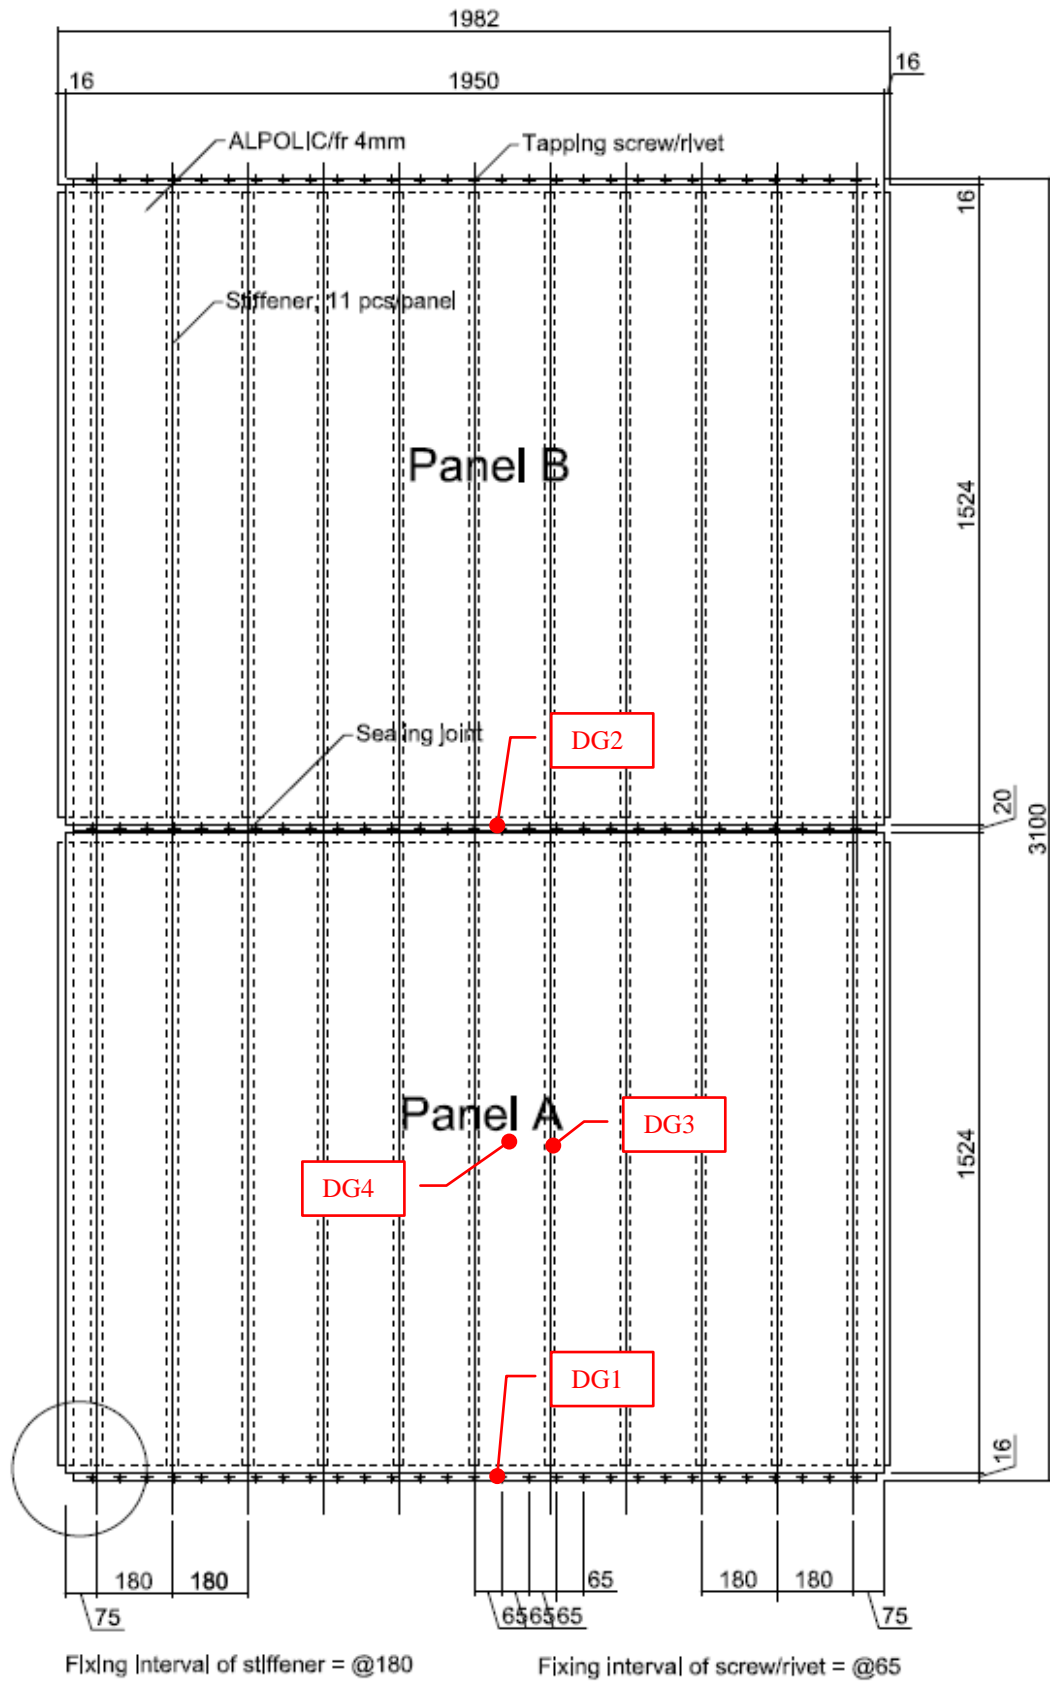 1982
16
1950
16
ALPOLIC/fr 4mm
Tapping screw/rivet
16
Stiffener, 11 pcs/panel
Panel B
1524
DG2
Sealing joint
20
3100
Panel A
DG3
1524
DG4
DG1
16
180
180
65
180
180
75
65
65
65
75
Fixing interval of stiffener = @180
Fixing interval of screw/rivet = @65